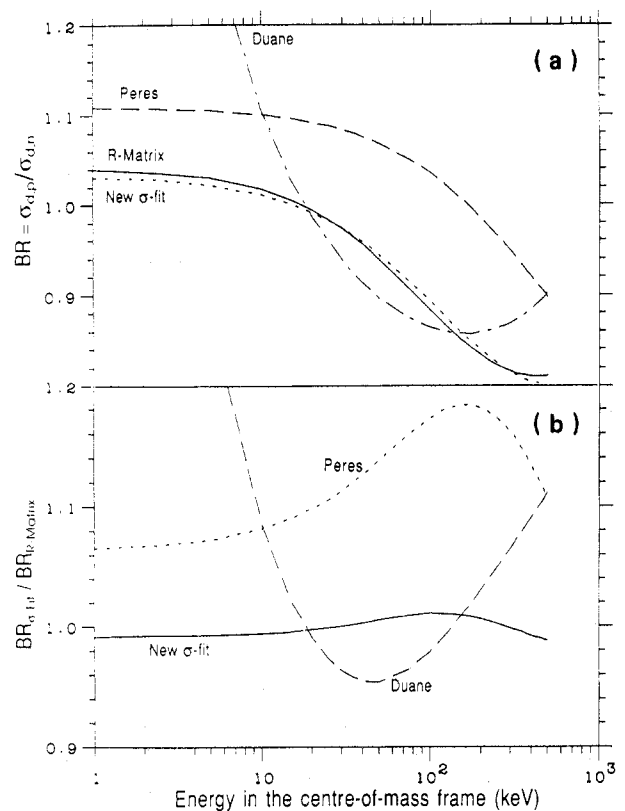 1.2
Duane
(a)
Peres
1.1
R-Matrix
1.0
New σ-fit
BR = σd,p/σd,n
0.9
1.2
(b)
Peres
1.1
BRσ-fit / BRR-Matrix
1.0
New σ-fit
Duane
0.9
1 10 10² 10³
Energy in the centre-of-mass frame (keV)